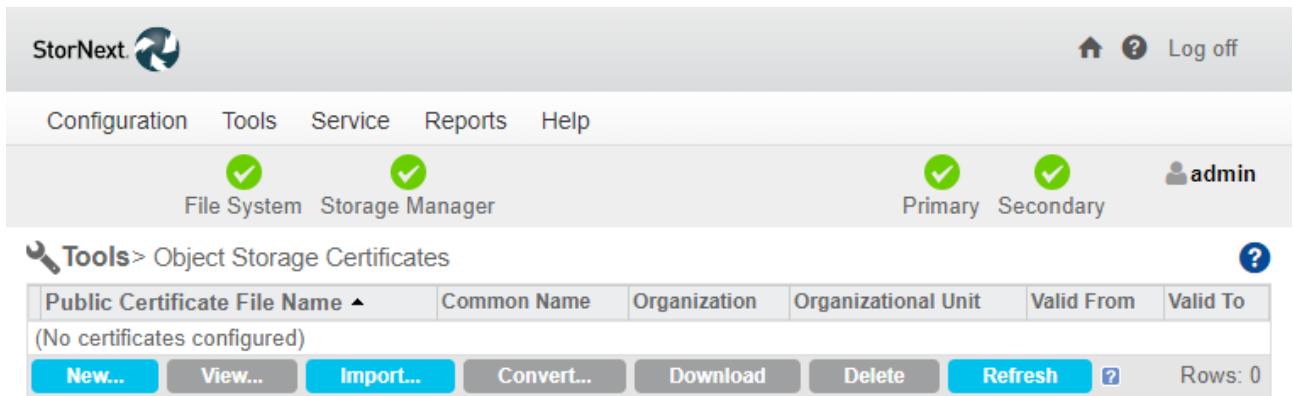 StorNext. Log off
Configuration Tools Service Reports Help
admin
File System Storage Manager Primary Secondary
Tools> Object Storage Certificates ?
Public Certificate File Name Common Name Organization Organizational Unit Valid From Valid To
(No certificates configured)
New... View... Import... Convert... Download Delete Refresh ? Rows: 0